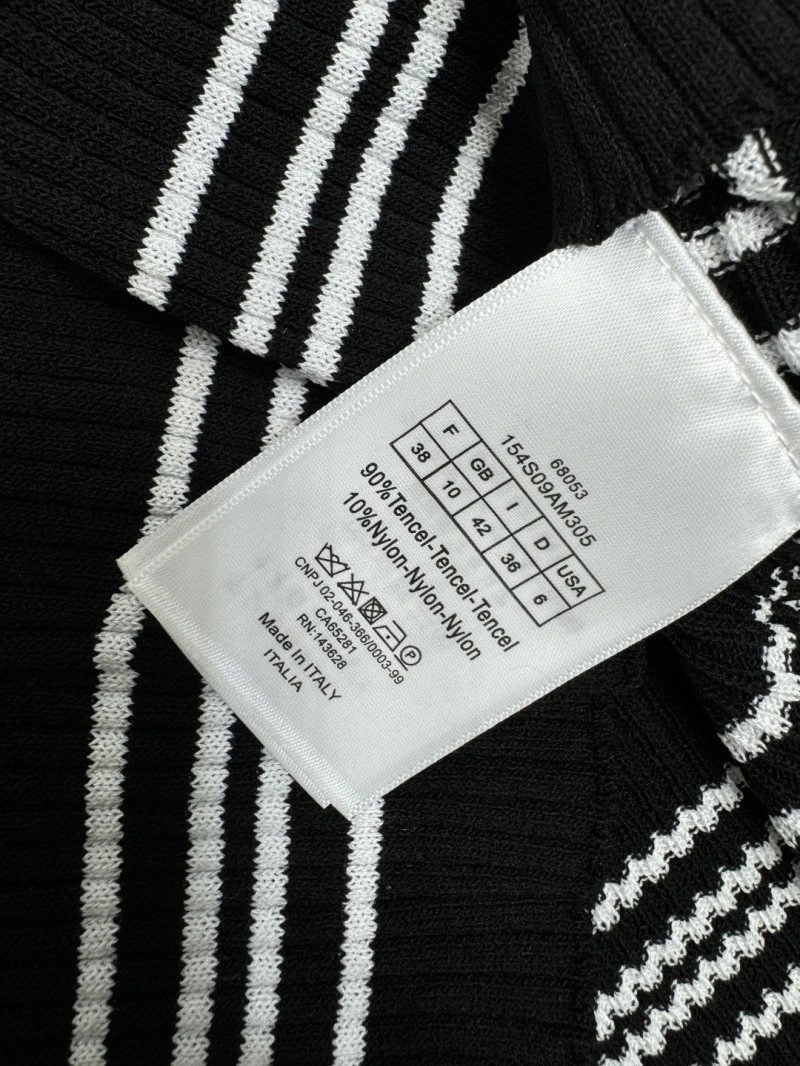 68053
154S09AM305
F GB I D USA
38 10 42 36 6
90%Tencel-Tencel-Tencel
10%Nylon-Nylon-Nylon
P
CNPJ 02-046-366/0003-99
CA65281
RN:143628
Made In ITALY
ITALIA